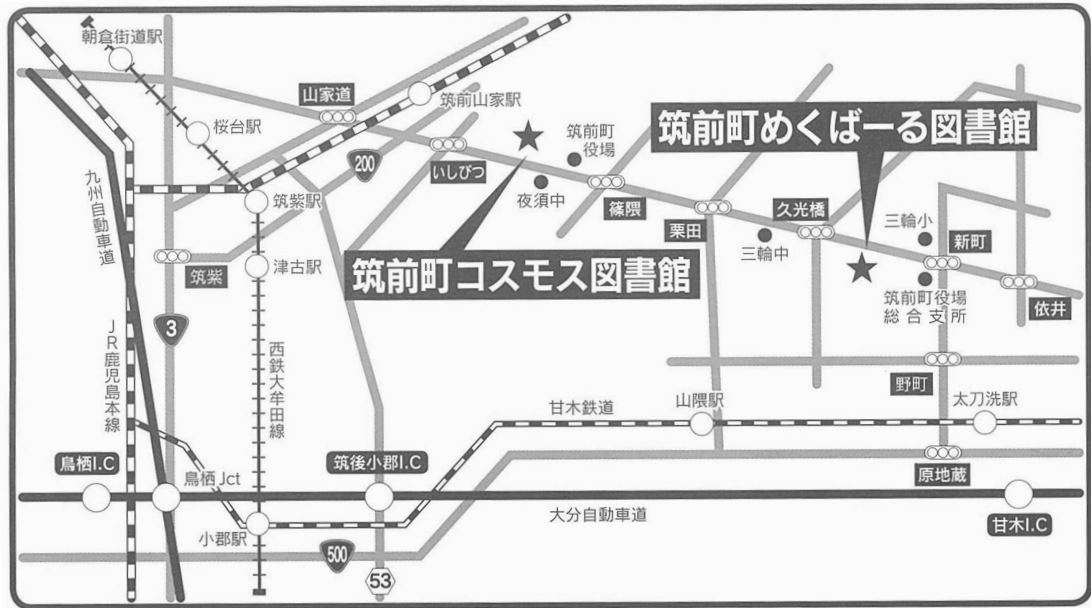 朝倉街道駅
山家道
筑前山家駅
桜台駅
200
いしびつ
筑前町
役場
夜須中
篠隈
筑前町めくばーる図書館
栗田
久光橋
三輪中
三輪小
新町
筑前町役場
総合支所
依井
九州自動車道
筑紫駅
筑紫
津古駅
筑前町コスモス図書館
3
JR鹿児島本線
西鉄大牟田線
野町
甘木鉄道
山隈駅
太刀洗駅
鳥栖I.C
鳥栖Jct
筑後小郡I.C
原地蔵
小郡駅
大分自動車道
甘木I.C
500
53